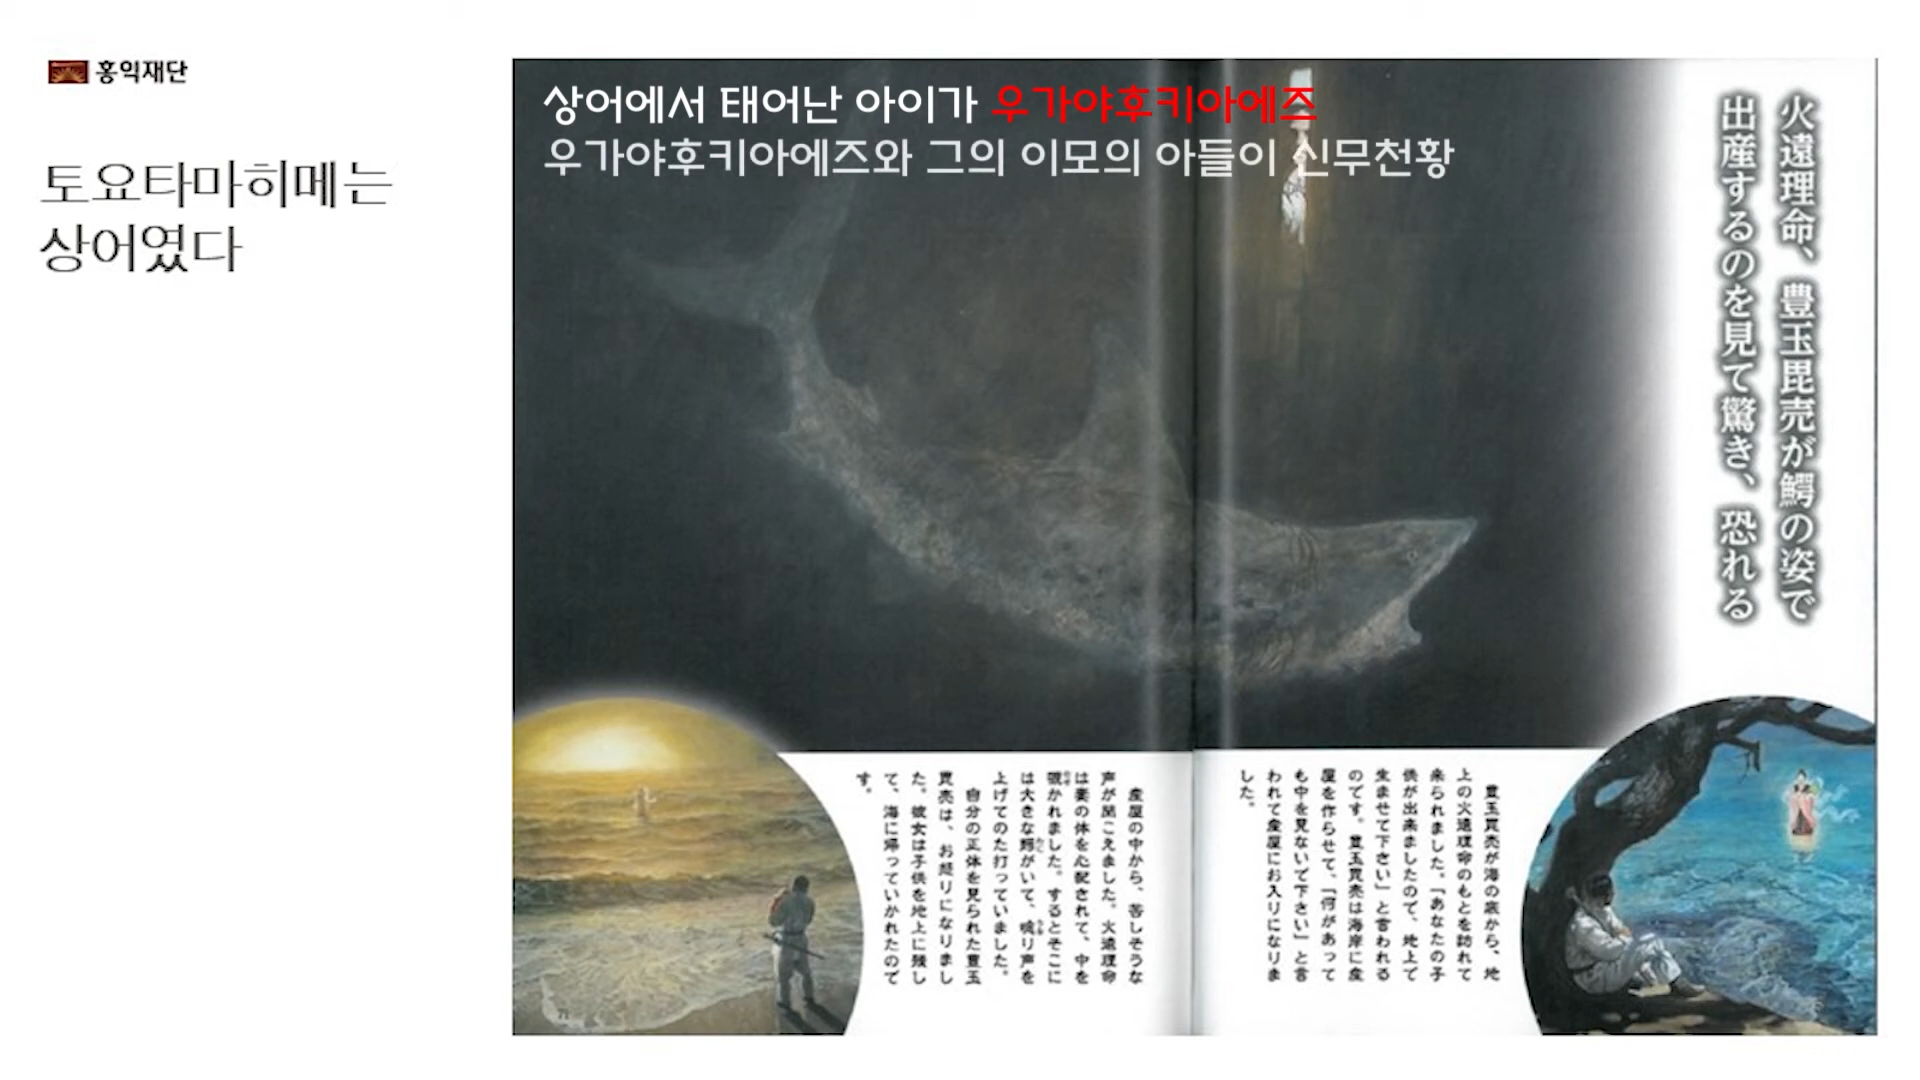 홍익재단
토요타마히메는
상어였다
상어에서 태어난 아이가 우가야후키아에즈
우가야후키아에즈와 그의 이모의 아들이 신무천황
火遠理命、豊玉毘売が鰐の姿で
出産するのを見て驚き、恐れる
豊玉毘売が海の底から、地
上の火遠理命のもとを訪れて
来られました。「あなたの子
供が出来ましたので、地上で
生ませて下さい」と言われる
のです。豊玉毘売は海岸に産
屋を作らせて、「何があって
も中を見ないで下さい」と言
われて産屋にお入りになりま
した。
産屋の中から、苦しそうな
声が聞こえました。火遠理命
は妻の体を心配されて、中を
覗かれました。するとそこに
は大きな鰐がいて、唸り声を
上げてのた打っていました。
自分の正体を見られた豊玉
毘売は、お怒りになりまし
た。彼女は子供を地上に残し
て、海に帰っていかれたので
す。
71